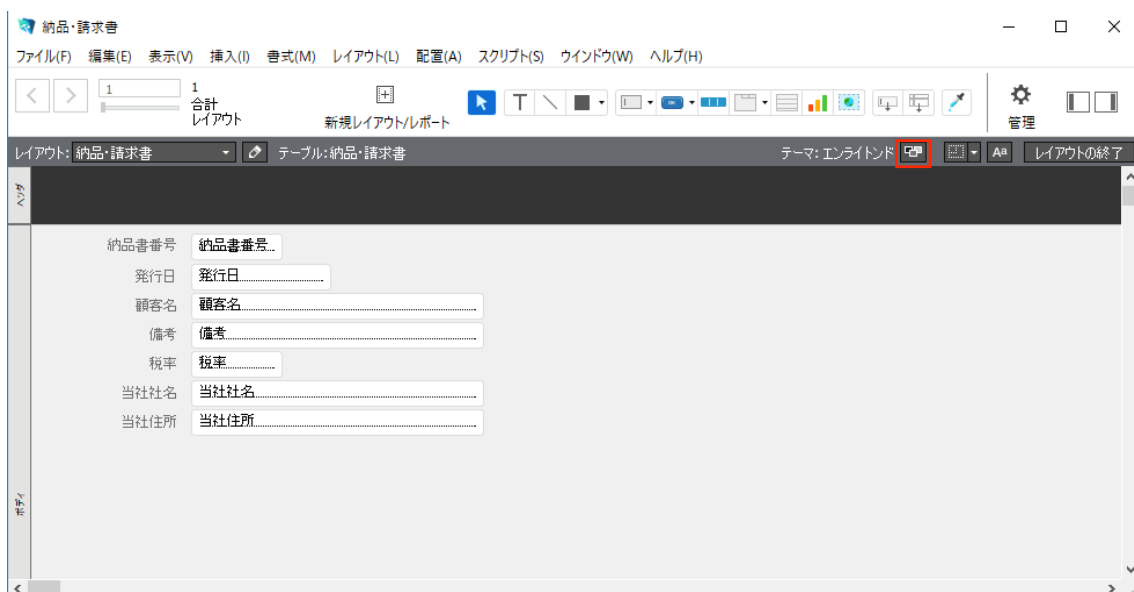 納品・請求書
ファイル(F) 編集(E) 表示(V) 挿入(I) 書式(M) レイアウト(L) 配置(A) スクリプト(S) ウインドウ(W) ヘルプ(H)
1
1
合計
レイアウト
新規レイアウト/レポート
管理
レイアウト: 納品・請求書 テーブル:納品・請求書 テーマ: エンライトンド Aa レイアウトの終了
ヘッダ
納品書番号 納品書番号
発行日 発行日
顧客名 顧客名
備考 備考
税率 税率
当社社名 当社社名
当社住所 当社住所
ボディ